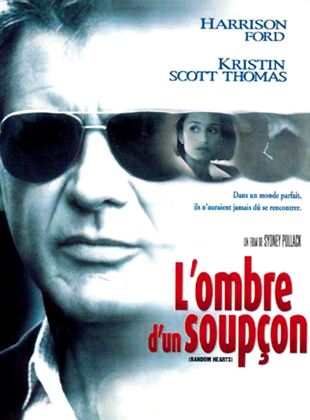 HARRISON
FORD
KRISTIN
SCOTT THOMAS
Dans un monde parfait,
ils n'auraient jamais dû se rencontrer.
UN FILM DE SYDNEY POLLACK
L'ombre
d'un soupçon
(RANDOM HEARTS)